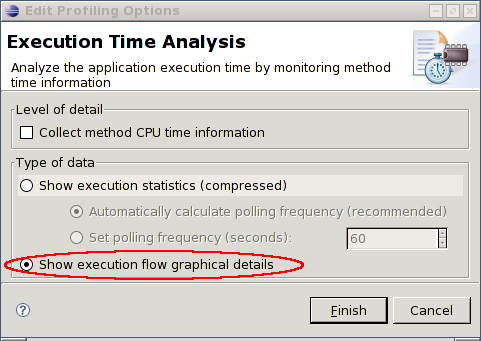 Edit Profiling Options
Execution Time Analysis
Analyze the application execution time by monitoring method
time information
Level of detail
Collect method CPU time information
Type of data
Show execution statistics (compressed)
Automatically calculate polling frequency (recommended)
Set polling frequency (seconds): 60
Show execution flow graphical details
? Finish Cancel